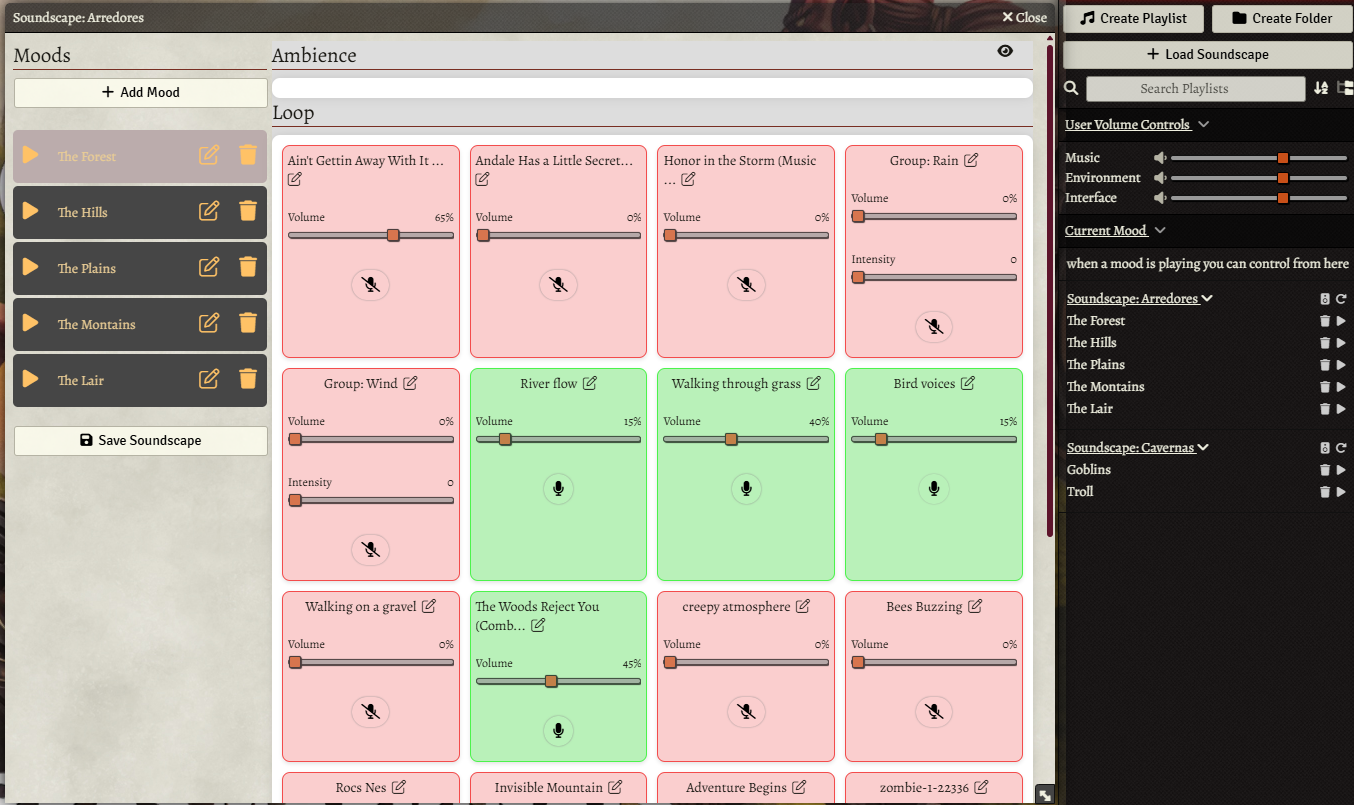 Soundscape: Arredores
Close
Moods
Add Mood
The Forest
The Hills
The Plains
The Montains
The Lair
Save Soundscape
Ambience
Loop
Ain't Gettin Away With It ...
Volume 65%
Andale Has a Little Secret...
Volume 0%
Honor in the Storm (Music
...
Volume 0%
Group: Rain
Volume 0%
Intensity 0
Group: Wind
Volume 0%
Intensity 0
River flow
Volume 15%
Walking through grass
Volume 40%
Bird voices
Volume 15%
Walking on a gravel
Volume 0%
The Woods Reject You
(Comb...
Volume 45%
creepy atmosphere
Volume 0%
Bees Buzzing
Volume 0%
Rocs Nes
Invisible Mountain
Adventure Begins
zombie-1-22336
Create Playlist
Create Folder
Load Soundscape
Search Playlists
User Volume Controls
Music
Environment
Interface
Current Mood
when a mood is playing you can control from here
Soundscape: Arredores
The Forest
The Hills
The Plains
The Montains
The Lair
Soundscape: Cavernas
Goblins
Troll